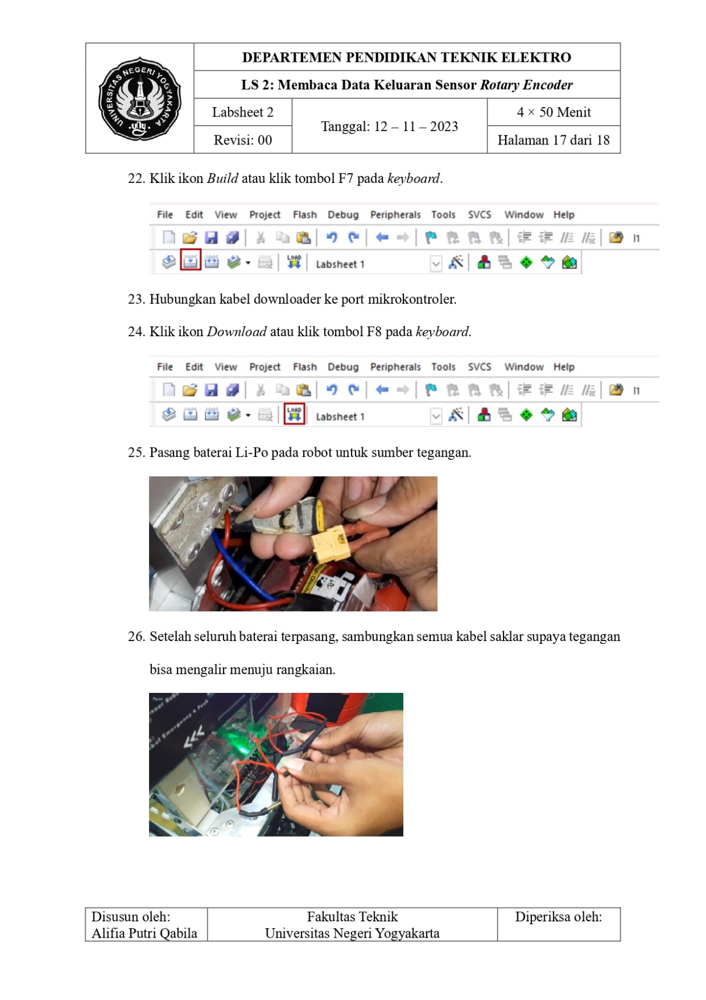 UNIVERSITAS NEGERI YOGYAKARTA
uny
DEPARTEMEN PENDIDIKAN TEKNIK ELEKTRO
LS 2: Membaca Data Keluaran Sensor Rotary Encoder
Labsheet 2
Tanggal: 12 – 11 – 2023
4 × 50 Menit
Revisi: 00
Halaman 17 dari 18
22. Klik ikon Build atau klik tombol F7 pada keyboard.
File Edit View Project Flash Debug Peripherals Tools SVCS Window Help
I1
LOAD Labsheet 1
23. Hubungkan kabel downloader ke port mikrokontroler.
24. Klik ikon Download atau klik tombol F8 pada keyboard.
File Edit View Project Flash Debug Peripherals Tools SVCS Window Help
I1
LOAD Labsheet 1
25. Pasang baterai Li-Po pada robot untuk sumber tegangan.
High
26. Setelah seluruh baterai terpasang, sambungkan semua kabel saklar supaya tegangan
bisa mengalir menuju rangkaian.
Pause
Emergency &
Disusun oleh:
Alifia Putri Qabila
Fakultas Teknik
Universitas Negeri Yogyakarta
Diperiksa oleh: